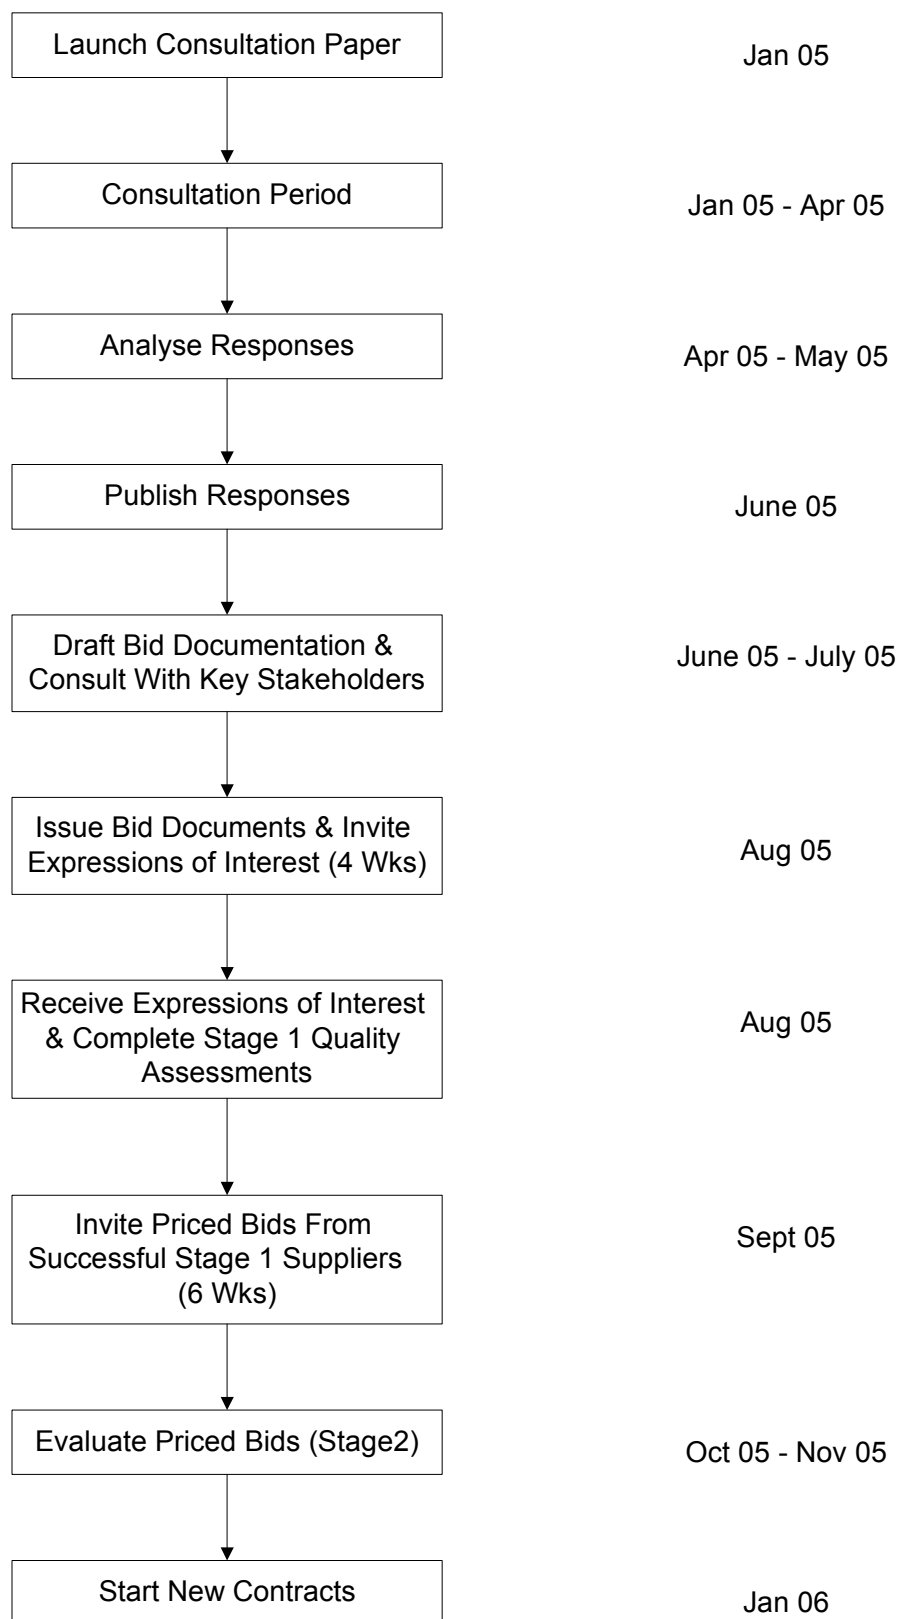 Launch Consultation Paper
Jan 05
Consultation Period
Jan 05 - Apr 05
Analyse Responses
Apr 05 - May 05
Publish Responses
June 05
Draft Bid Documentation &
Consult With Key Stakeholders
June 05 - July 05
Issue Bid Documents & Invite
Expressions of Interest (4 Wks)
Aug 05
Receive Expressions of Interest
& Complete Stage 1 Quality
Assessments
Aug 05
Invite Priced Bids From
Successful Stage 1 Suppliers
(6 Wks)
Sept 05
Evaluate Priced Bids (Stage2)
Oct 05 - Nov 05
Start New Contracts
Jan 06